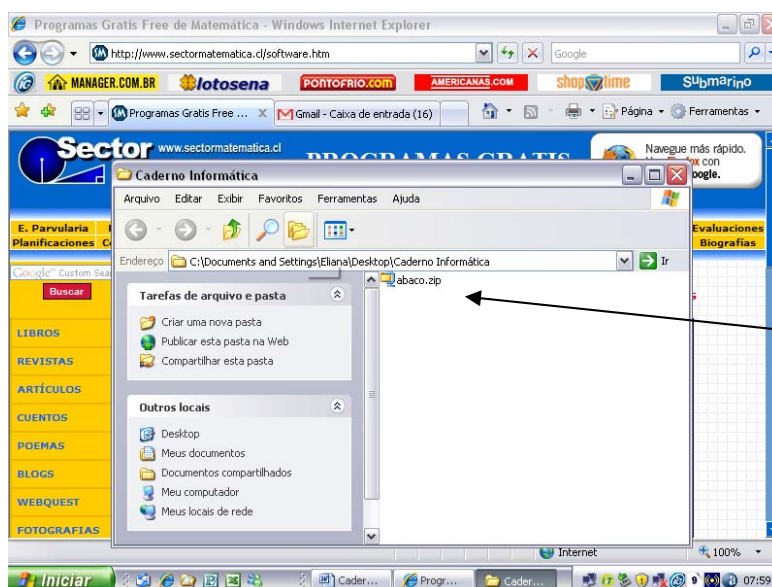 Programas Gratis Free de Matemática - Windows Internet Explorer
http://www.sectormatematica.cl/software.htm
Google
MANAGER.COM.BR lotosena PONTOFRIO.COM AMERICANAS.COM shoptime Submarino
Programas Gratis Free ... Gmail - Caixa de entrada (16) Página Ferramentas
Sector www.sectormatematica.cl
PROGRAMAS GRATIS
Navegue más rápido.
con
Caderno Informática
Arquivo Editar Exibir Favoritos Ferramentas Ajuda
E. Parvularia
Evaluaciones
Planificaciones
Biografías
Endereço C:\Documents and Settings\Eliana\Desktop\Caderno Informática Ir
Google Custom
Buscar
abaco.zip
Tarefas de arquivo e pasta
Criar uma nova pasta
Publicar esta pasta na Web
Compartilhar esta pasta
Outros locais
Desktop
Meus documentos
Documentos compartilhados
Meu computador
Meus locais de rede
LIBROS
REVISTAS
ARTÍCULOS
CUENTOS
POEMAS
BLOGS
WEBQUEST
FOTOGRAFIAS
Internet 100%
Iniciar Cader... Progr... Cader... 07:59